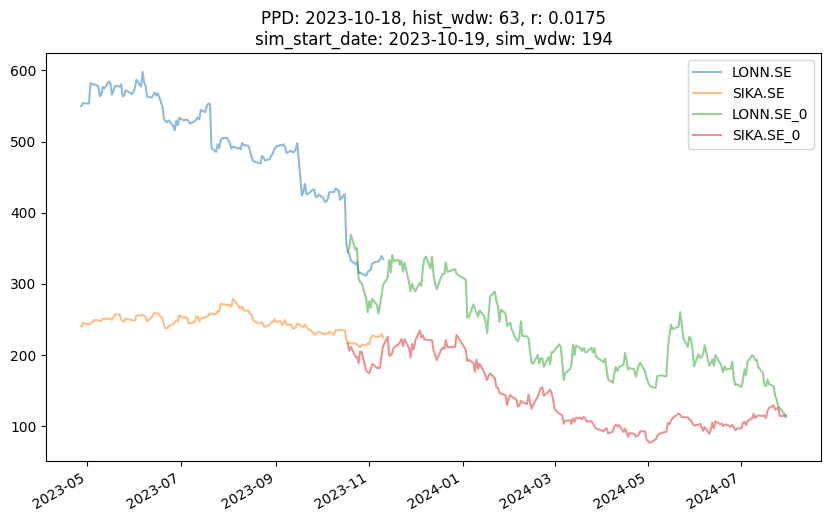 PPD: 2023-10-18, hist_wdw: 63, r: 0.0175
sim_start_date: 2023-10-19, sim_wdw: 194
LONN.SE
SIKA.SE
LONN.SE_0
SIKA.SE_0
600
500
400
300
200
100
2023-05
2023-07
2023-09
2023-11
2024-01
2024-03
2024-05
2024-07